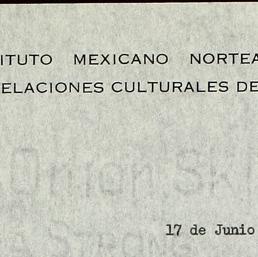 ITUTO MEXICANO NORTEA
ELACIONES CULTURALES DE
17 de Junio